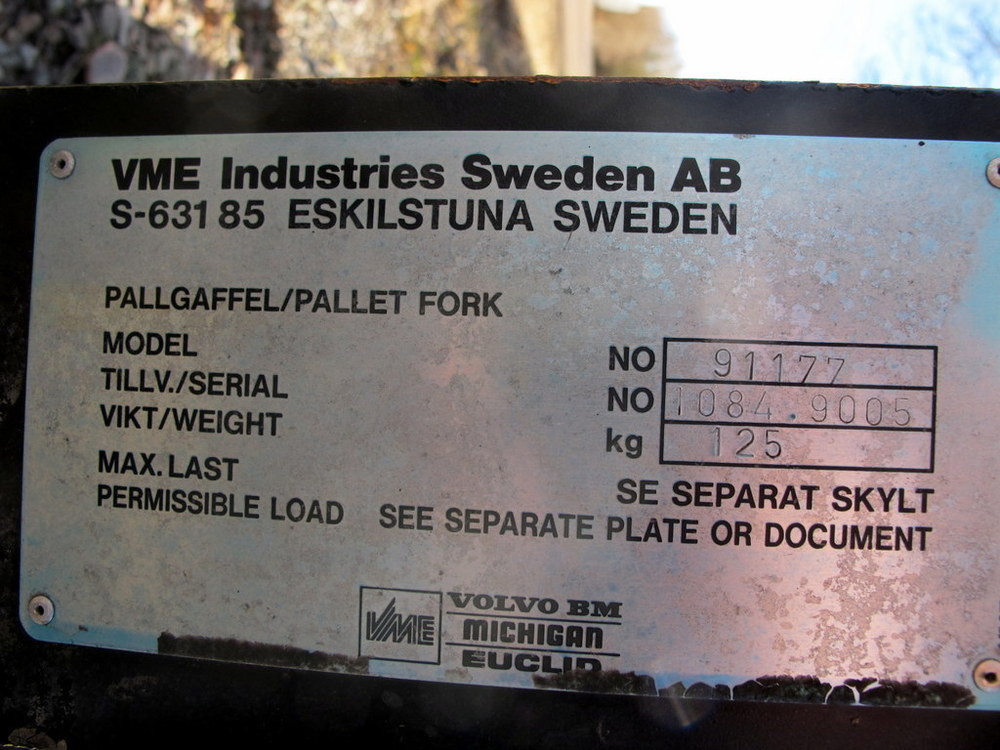 VME Industries Sweden AB
S-631 85 ESKILSTUNA SWEDEN
PALLGAFFEL/PALLET FORK
MODEL NO 91177
TILLV./SERIAL NO 1084.9005
VIKT/WEIGHT kg 125
MAX. LAST SE SEPARAT SKYLT
PERMISSIBLE LOAD SEE SEPARATE PLATE OR DOCUMENT
VME
VOLVO BM
MICHIGAN
EUCLID